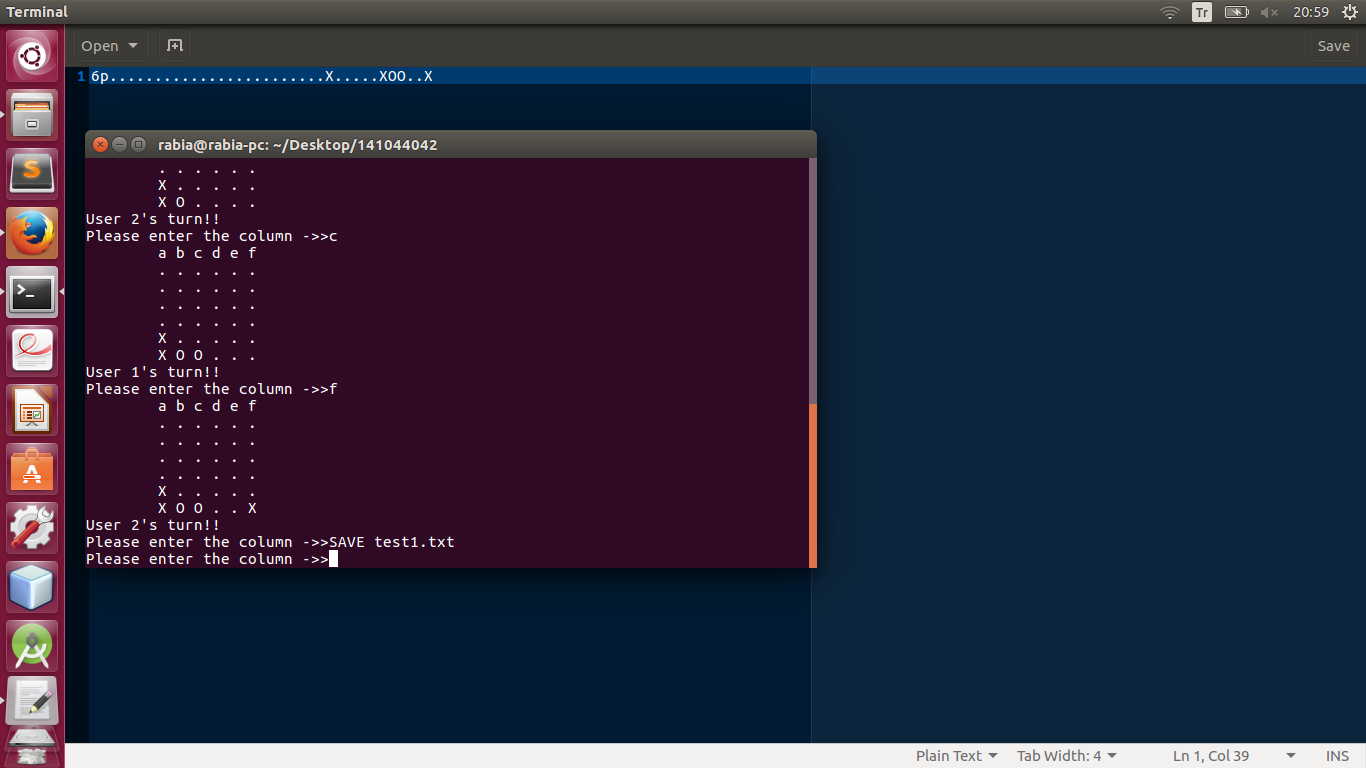 Terminal
Tr
20:59
Open
Save
1 6p........................X.....XOO..X
rabia@rabia-pc: ~/Desktop/141044042
. . . . . .
X . . . . .
X O . . . .
User 2's turn!!
Please enter the column ->>c
a b c d e f
. . . . . .
. . . . . .
. . . . . .
. . . . . .
X . . . . .
X O O . . .
User 1's turn!!
Please enter the column ->>f
a b c d e f
. . . . . .
. . . . . .
. . . . . .
. . . . . .
X . . . . .
X O O . . X
User 2's turn!!
Please enter the column ->>SAVE test1.txt
Please enter the column ->>
Plain Text
Tab Width: 4
Ln 1, Col 39
INS